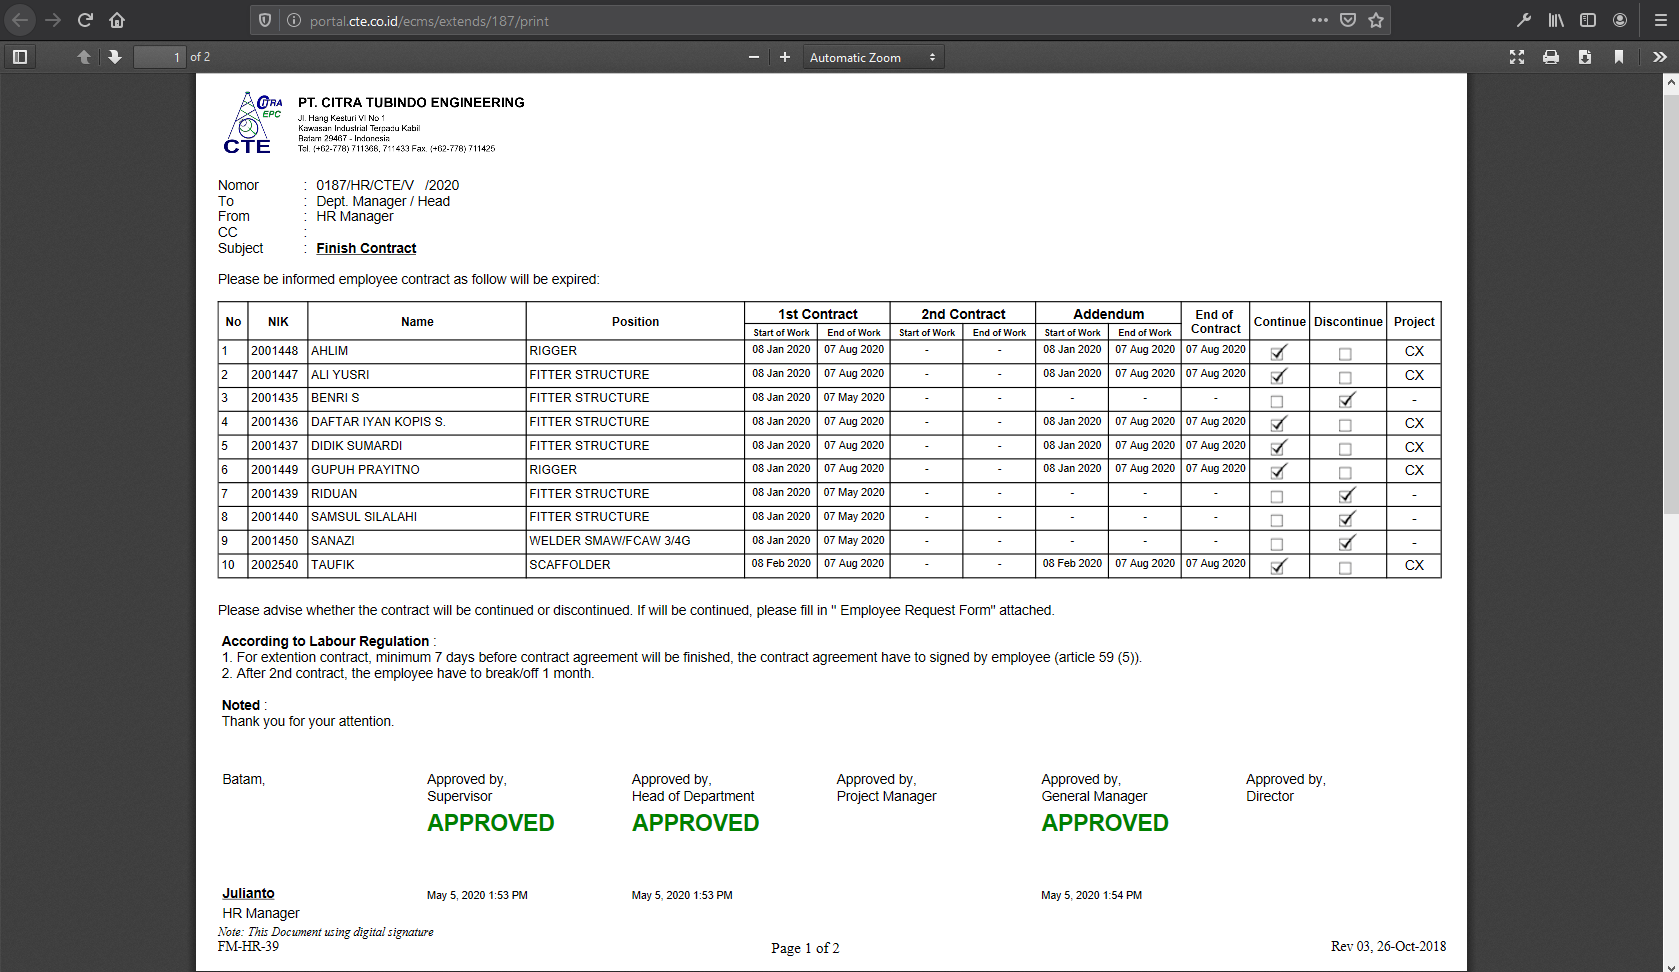 portal.cte.co.id/ecms/extends/187/print
1 of 2
Automatic Zoom
CITRA
EPC
CTE
PT. CITRA TUBINDO ENGINEERING
Jl. Hang Kesturi VI No 1
Kawasan Industrial Terpadu Kabil
Batam 29467 - Indonesia
Tel. (+62-778) 711368, 711433 Fax. (+62-778) 711425
Nomor : 0187/HR/CTE/V /2020
To : Dept. Manager / Head
From : HR Manager
CC :
Subject : Finish Contract
Please be informed employee contract as follow will be expired:
No NIK Name Position 1st Contract 2nd Contract Addendum End of Contract Continue Discontinue Project
Start of Work End of Work Start of Work End of Work Start of Work End of Work
1 2001448 AHLIM RIGGER 08 Jan 2020 07 Aug 2020 - - 08 Jan 2020 07 Aug 2020 07 Aug 2020 CX
2 2001447 ALI YUSRI FITTER STRUCTURE 08 Jan 2020 07 Aug 2020 - - 08 Jan 2020 07 Aug 2020 07 Aug 2020 CX
3 2001435 BENRI S FITTER STRUCTURE 08 Jan 2020 07 May 2020 - - - - - -
4 2001436 DAFTAR IYAN KOPIS S. FITTER STRUCTURE 08 Jan 2020 07 Aug 2020 - - 08 Jan 2020 07 Aug 2020 07 Aug 2020 CX
5 2001437 DIDIK SUMARDI FITTER STRUCTURE 08 Jan 2020 07 Aug 2020 - - 08 Jan 2020 07 Aug 2020 07 Aug 2020 CX
6 2001449 GUPUH PRAYITNO RIGGER 08 Jan 2020 07 Aug 2020 - - 08 Jan 2020 07 Aug 2020 07 Aug 2020 CX
7 2001439 RIDUAN FITTER STRUCTURE 08 Jan 2020 07 May 2020 - - - - - -
8 2001440 SAMSUL SILALAHI FITTER STRUCTURE 08 Jan 2020 07 May 2020 - - - - - -
9 2001450 SANAZI WELDER SMAW/FCAW 3/4G 08 Jan 2020 07 May 2020 - - - - - -
10 2002540 TAUFIK SCAFFOLDER 08 Feb 2020 07 Aug 2020 - - 08 Feb 2020 07 Aug 2020 07 Aug 2020 CX
Please advise whether the contract will be continued or discontinued. If will be continued, please fill in " Employee Request Form" attached.
According to Labour Regulation :
1. For extention contract, minimum 7 days before contract agreement will be finished, the contract agreement have to signed by employee (article 59 (5)).
2. After 2nd contract, the employee have to break/off 1 month.
Noted :
Thank you for your attention.
Batam, Approved by, Approved by, Approved by, Approved by, Approved by,
Supervisor Head of Department Project Manager General Manager Director
APPROVED APPROVED APPROVED
Julianto May 5, 2020 1:53 PM May 5, 2020 1:53 PM May 5, 2020 1:54 PM
HR Manager
Note: This Document using digital signature
FM-HR-39 Page 1 of 2 Rev 03, 26-Oct-2018